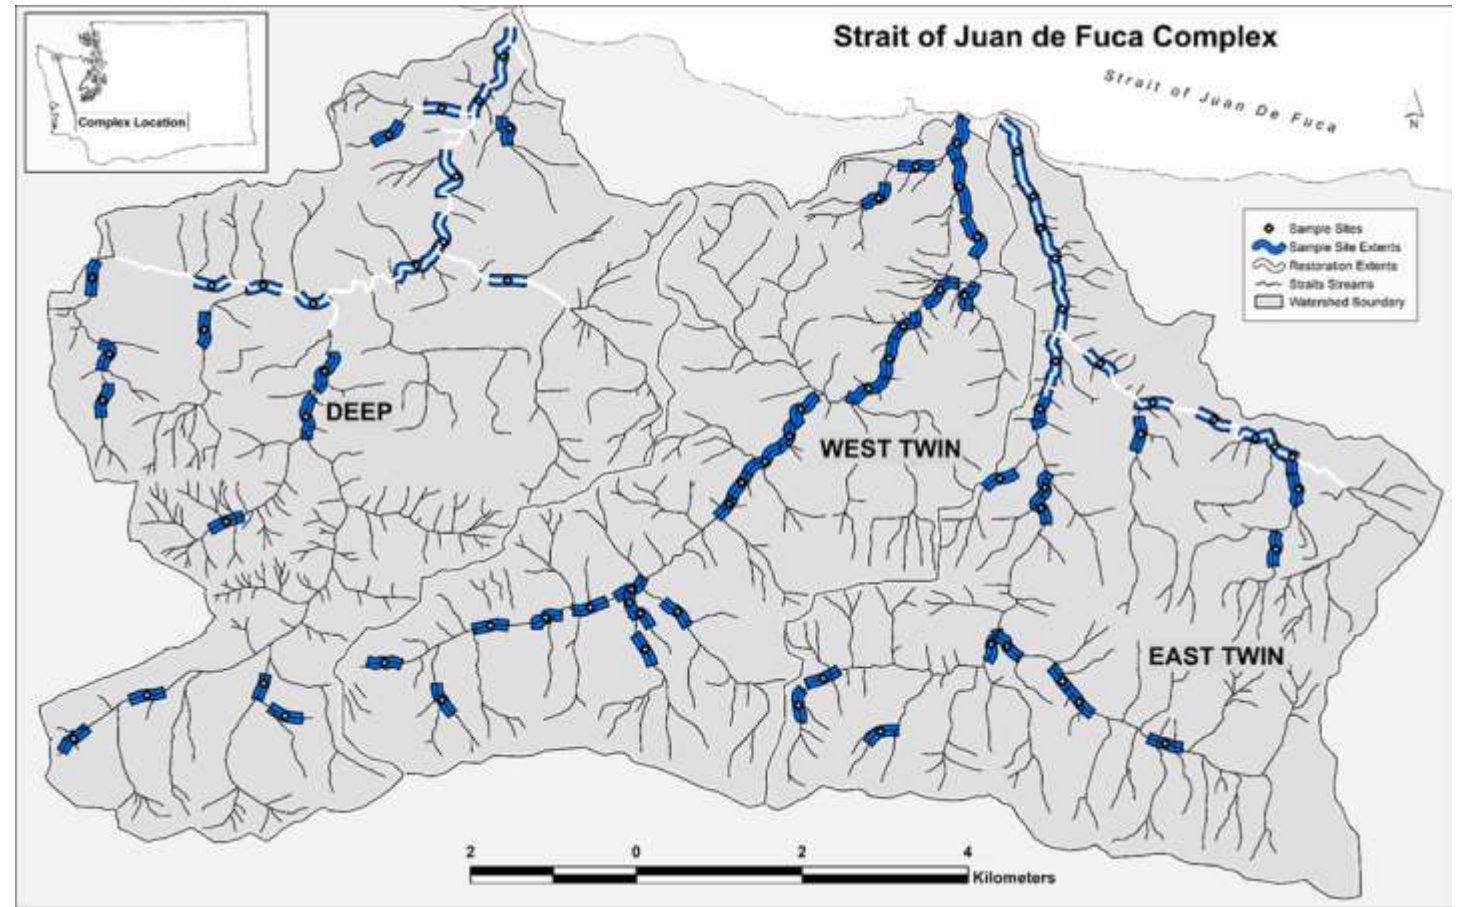 Strait of Juan de Fuca Complex
Strait of Juan De Fuca
Complex Location
N
Sample Sites
Sample Site Extents
Restoration Extents
Straits Streams
Watershed Boundary
DEEP
WEST TWIN
EAST TWIN
2 0 2 4
Kilometers